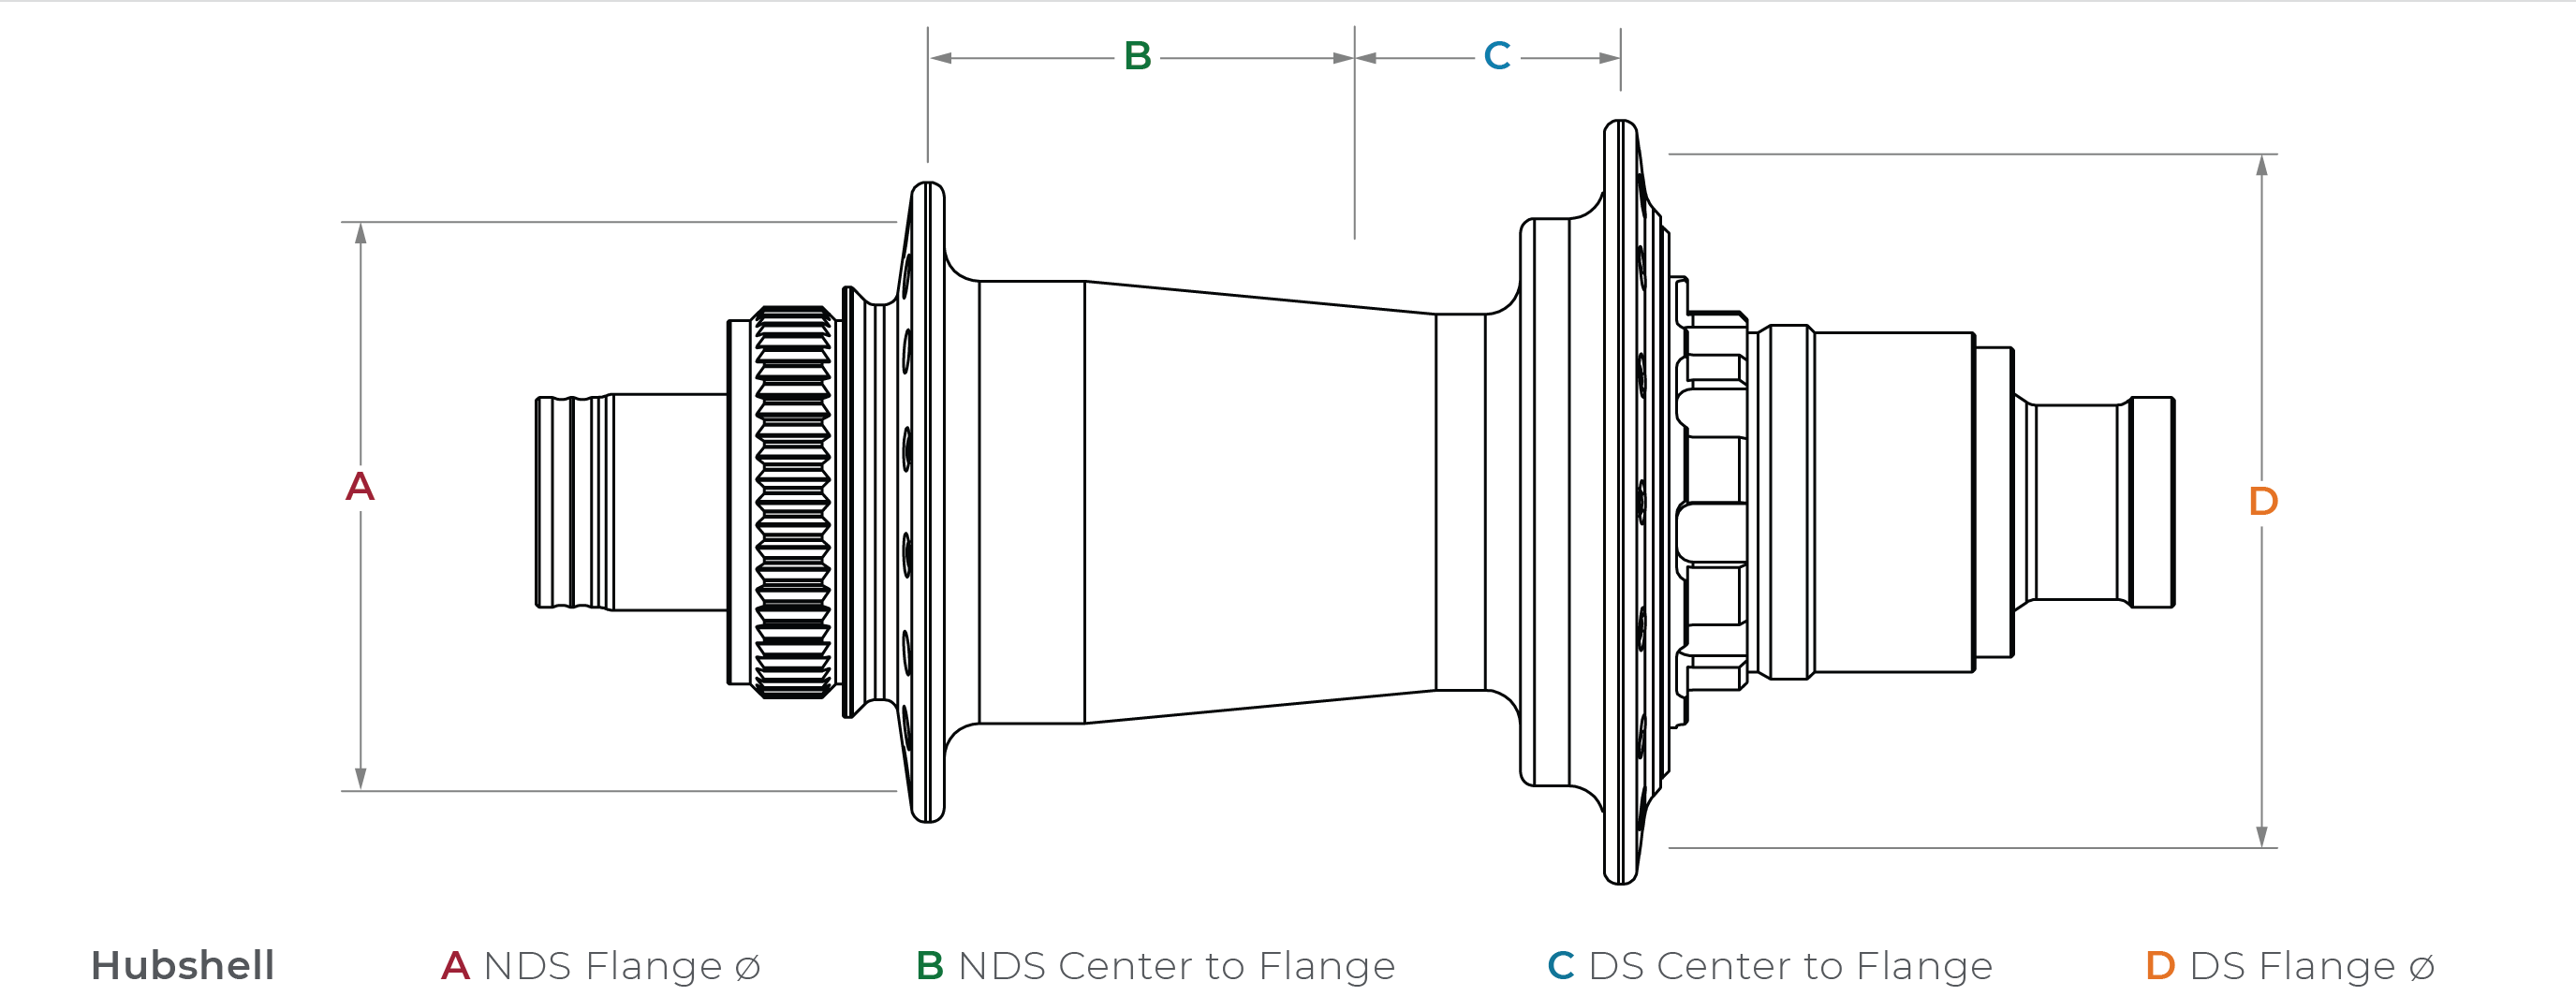 B
C
A
D
Hubshell
A NDS Flange ø
B NDS Center to Flange
C DS Center to Flange
D DS Flange ø